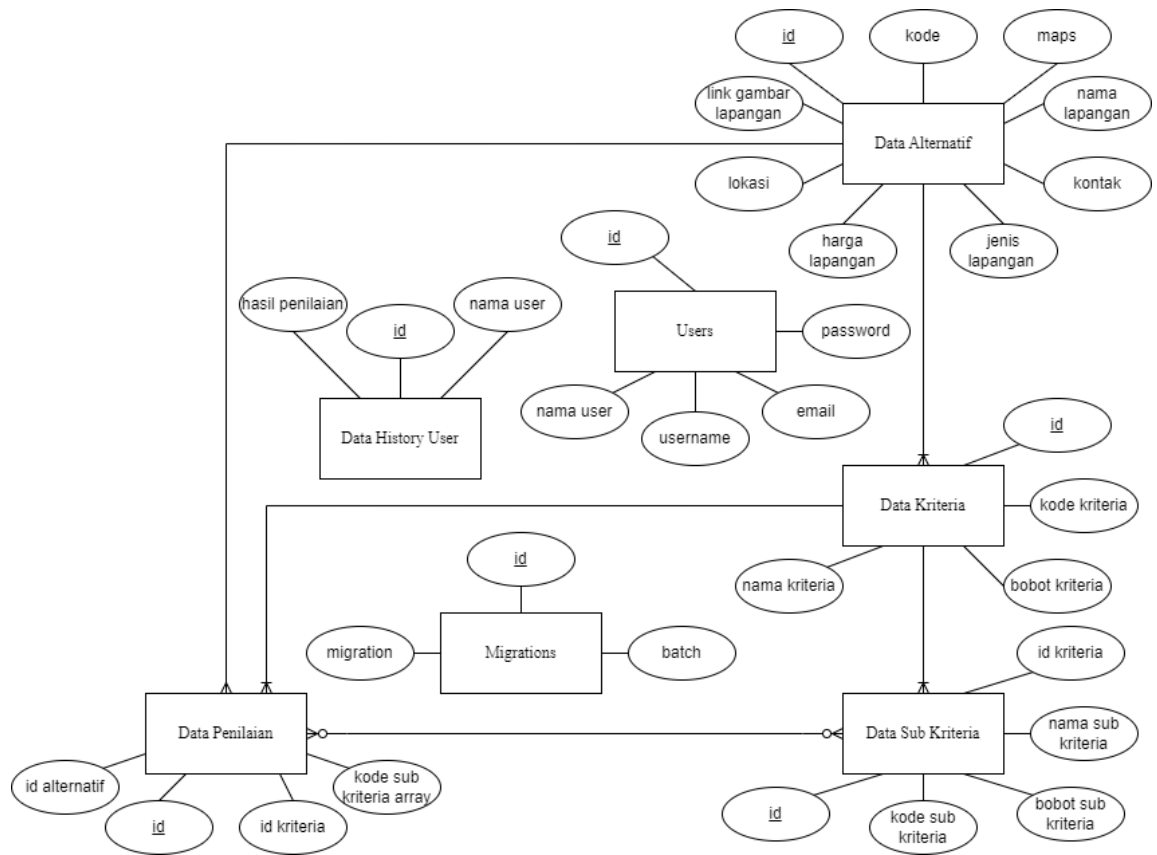 id
kode
maps
link gambar
lapangan
nama
lapangan
Data Alternatif
lokasi
kontak
harga
lapangan
jenis
lapangan
id
hasil penilaian
nama user
id
Users
password
nama user
email
username
Data History User
id
Data Kriteria
kode kriteria
nama kriteria
bobot kriteria
id
migration
Migrations
batch
id kriteria
Data Penilaian
Data Sub Kriteria
nama sub
kriteria
id alternatif
kode sub
kriteria array
id
id kriteria
id
kode sub
kriteria
bobot sub
kriteria